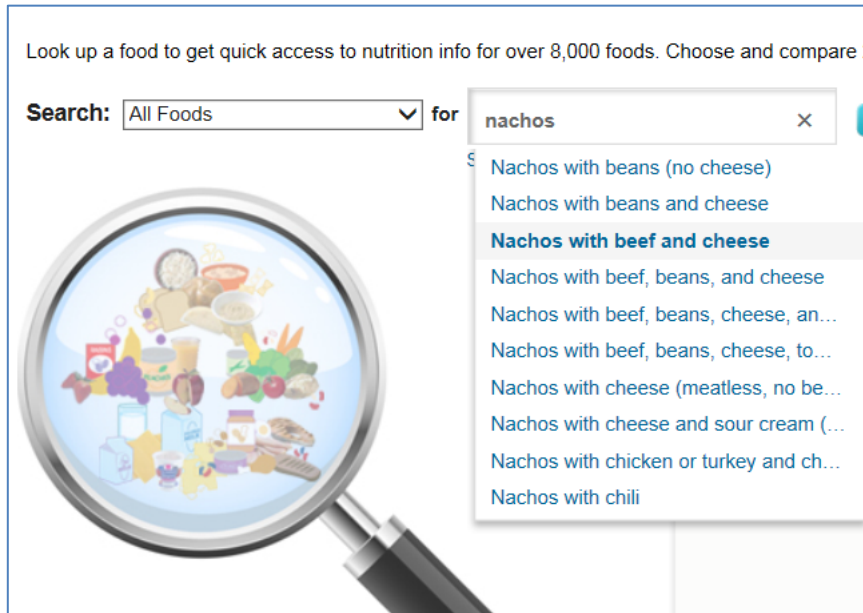 Look up a food to get quick access to nutrition info for over 8,000 foods. Choose and compare
Search: All Foods for nachos ×
Nachos with beans (no cheese)
Nachos with beans and cheese
Nachos with beef and cheese
Nachos with beef, beans, and cheese
Nachos with beef, beans, cheese, an…
Nachos with beef, beans, cheese, to…
Nachos with cheese (meatless, no be…
Nachos with cheese and sour cream (…
Nachos with chicken or turkey and ch…
Nachos with chili